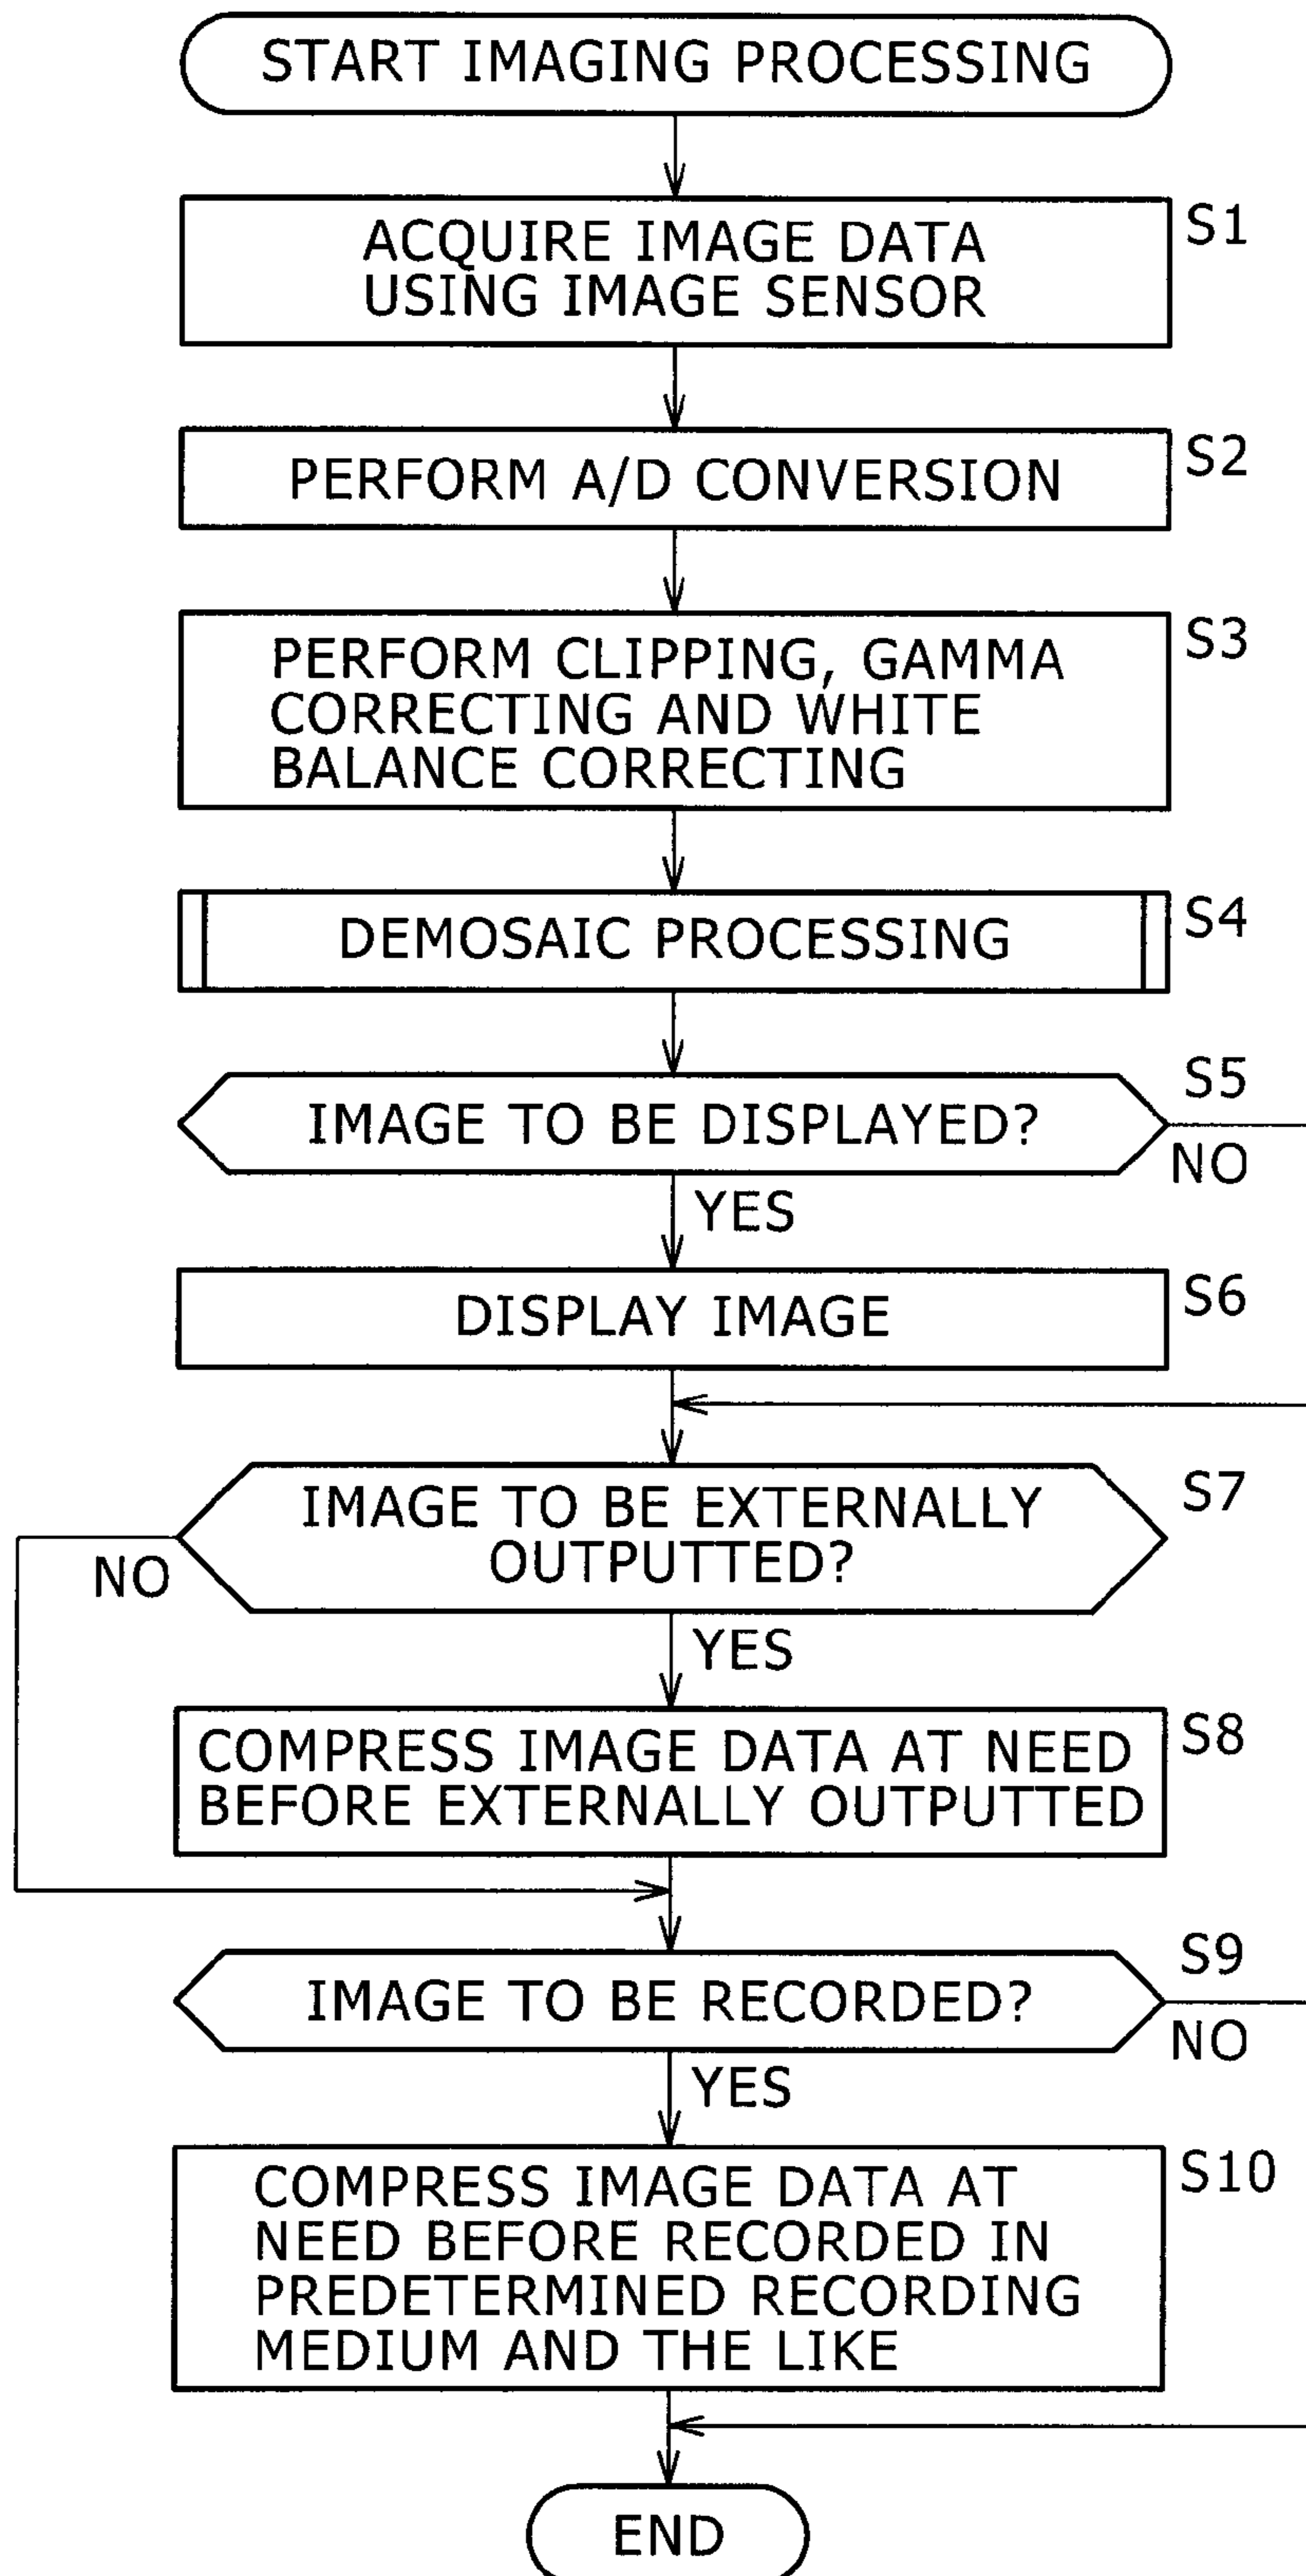 START IMAGING PROCESSING
S1
ACQUIRE IMAGE DATA
USING IMAGE SENSOR
S2
PERFORM A/D CONVERSION
S3
PERFORM CLIPPING, GAMMA
CORRECTING AND WHITE
BALANCE CORRECTING
S4
DEMOSAIC PROCESSING
S5
IMAGE TO BE DISPLAYED?
NO
YES
S6
DISPLAY IMAGE
S7
IMAGE TO BE EXTERNALLY
OUTPUTTED?
NO
YES
S8
COMPRESS IMAGE DATA AT NEED
BEFORE EXTERNALLY OUTPUTTED
S9
IMAGE TO BE RECORDED?
NO
YES
S10
COMPRESS IMAGE DATA AT
NEED BEFORE RECORDED IN
PREDETERMINED RECORDING
MEDIUM AND THE LIKE
END